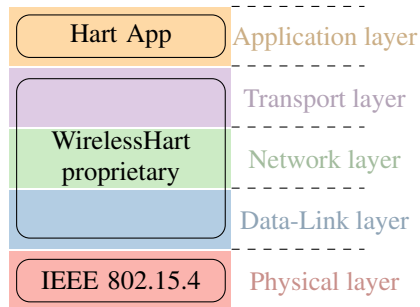 Hart App
Application layer
Transport layer
WirelessHart
proprietary
Network layer
Data-Link layer
IEEE 802.15.4
Physical layer